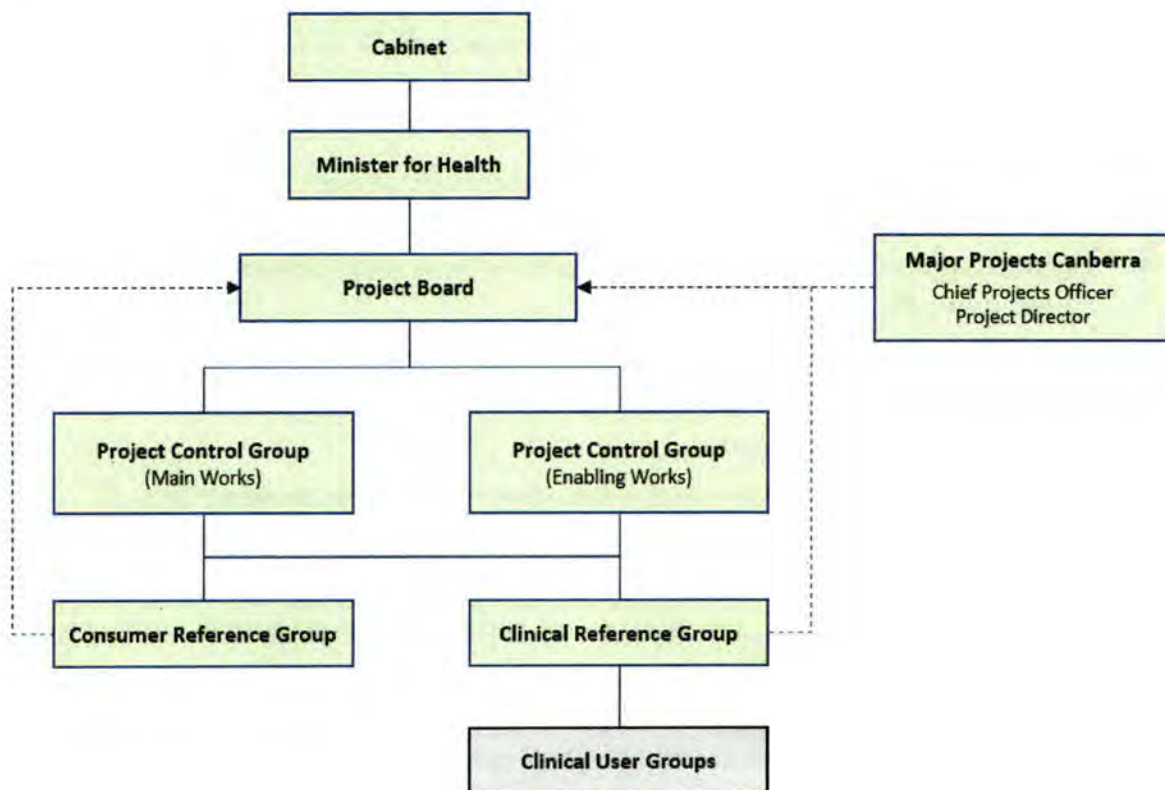 Cabinet
Minister for Health
Project Board
Major Projects Canberra
Chief Projects Officer
Project Director
Project Control Group
(Main Works)
Project Control Group
(Enabling Works)
Consumer Reference Group
Clinical Reference Group
Clinical User Groups